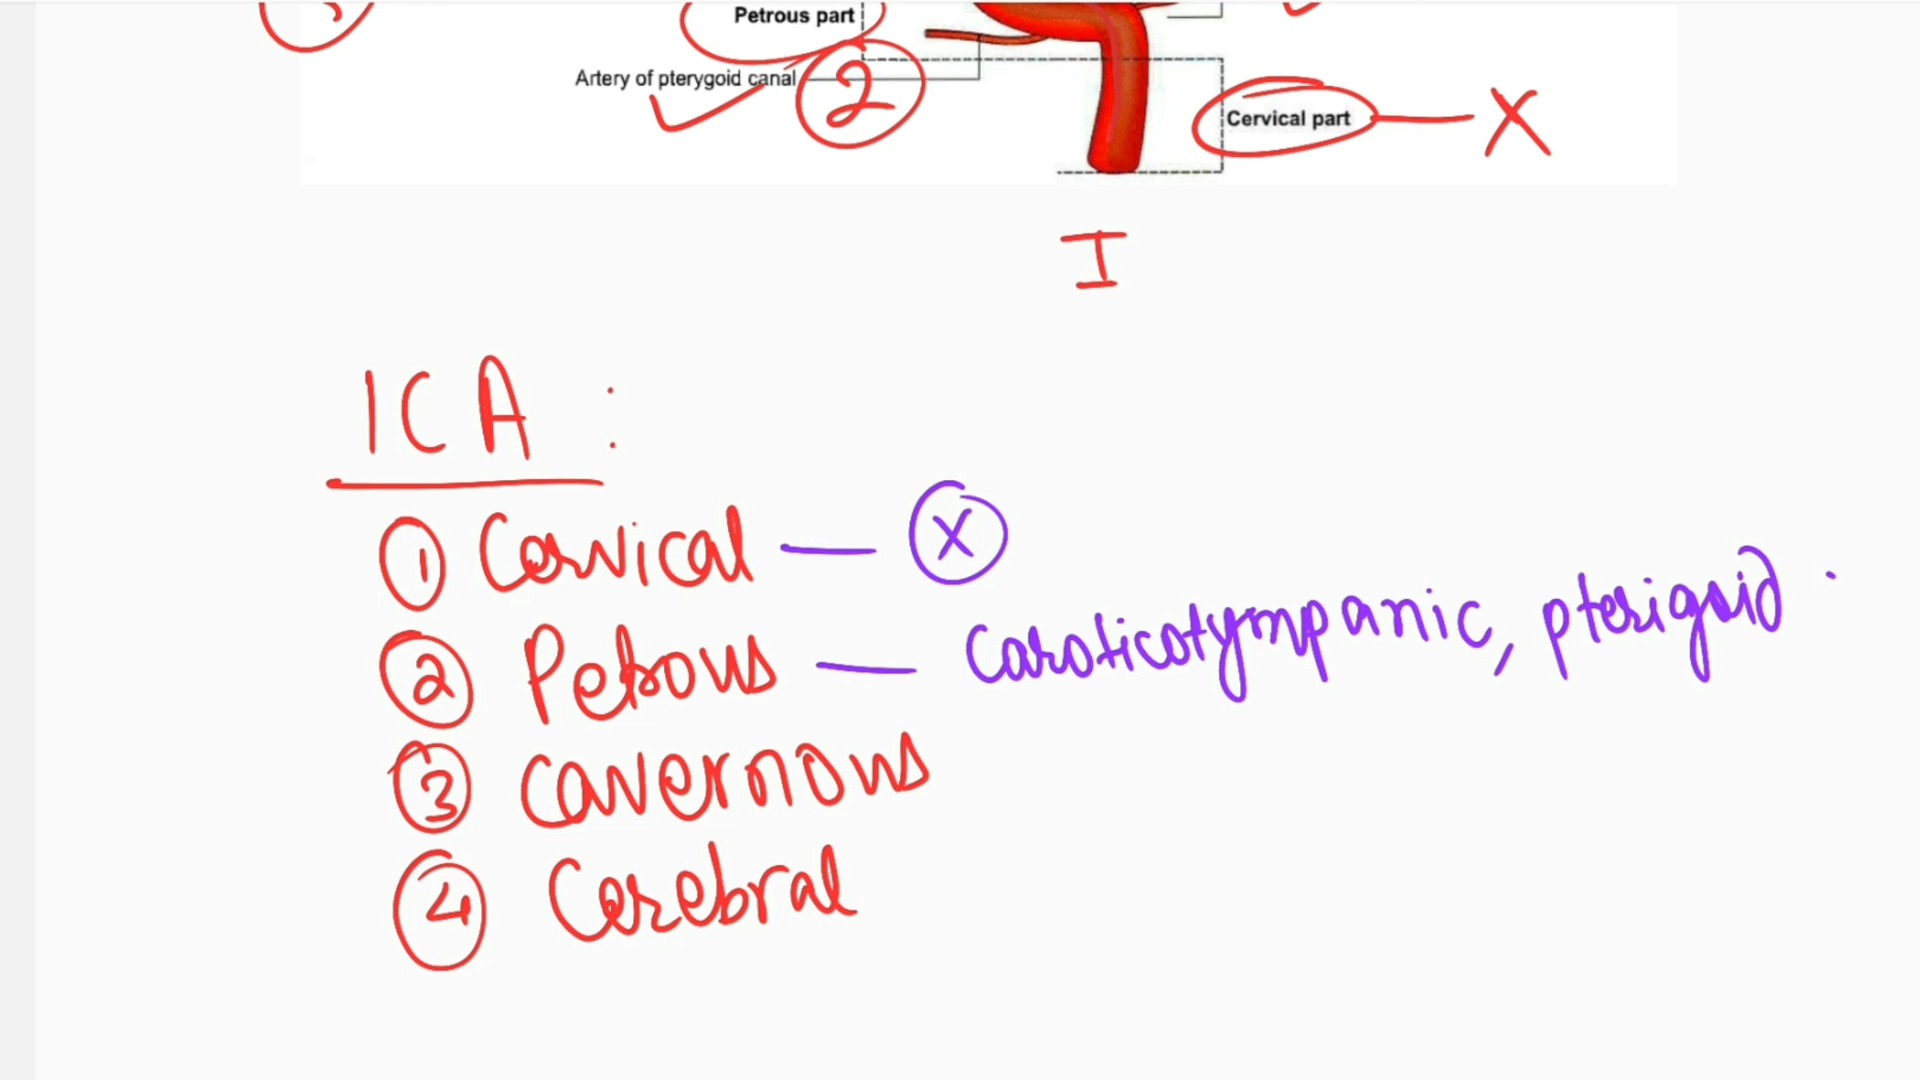 Petrous part
Artery of pterygoid canal
2
Cervical part — X
I
ICA :
① Cervical — X
② Petrous — Caroticotympanic, pterigoid .
③ Cavernous
④ Cerebral